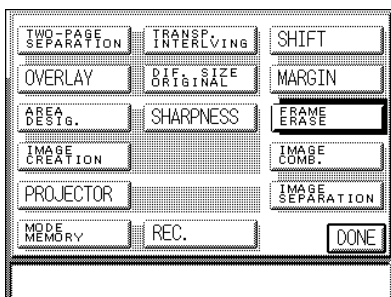 TWO-PAGE SEPARATION
TRANSP. INTERLVING
SHIFT
OVERLAY
DIF. SIZE ORIGINAL
MARGIN
AREA DESIG.
SHARPNESS
FRAME ERASE
IMAGE CREATION
IMAGE COMB.
PROJECTOR
IMAGE SEPARATION
MODE MEMORY
REC.
DONE